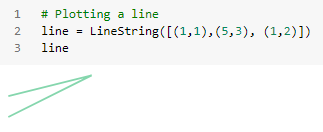 1 # Plotting a line
2 line = LineString([(1,1),(5,3), (1,2)])
3 line